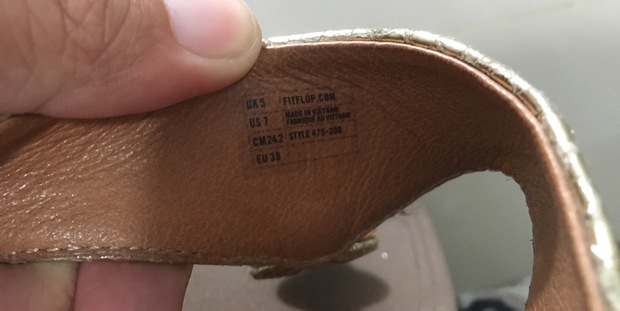 UK 5 FITFLOP.COM
US 7 MADE IN VIETNAM
FABRIQUÉ AU VIETNAM
CM 24.2 STYLE 475-308
EU 38